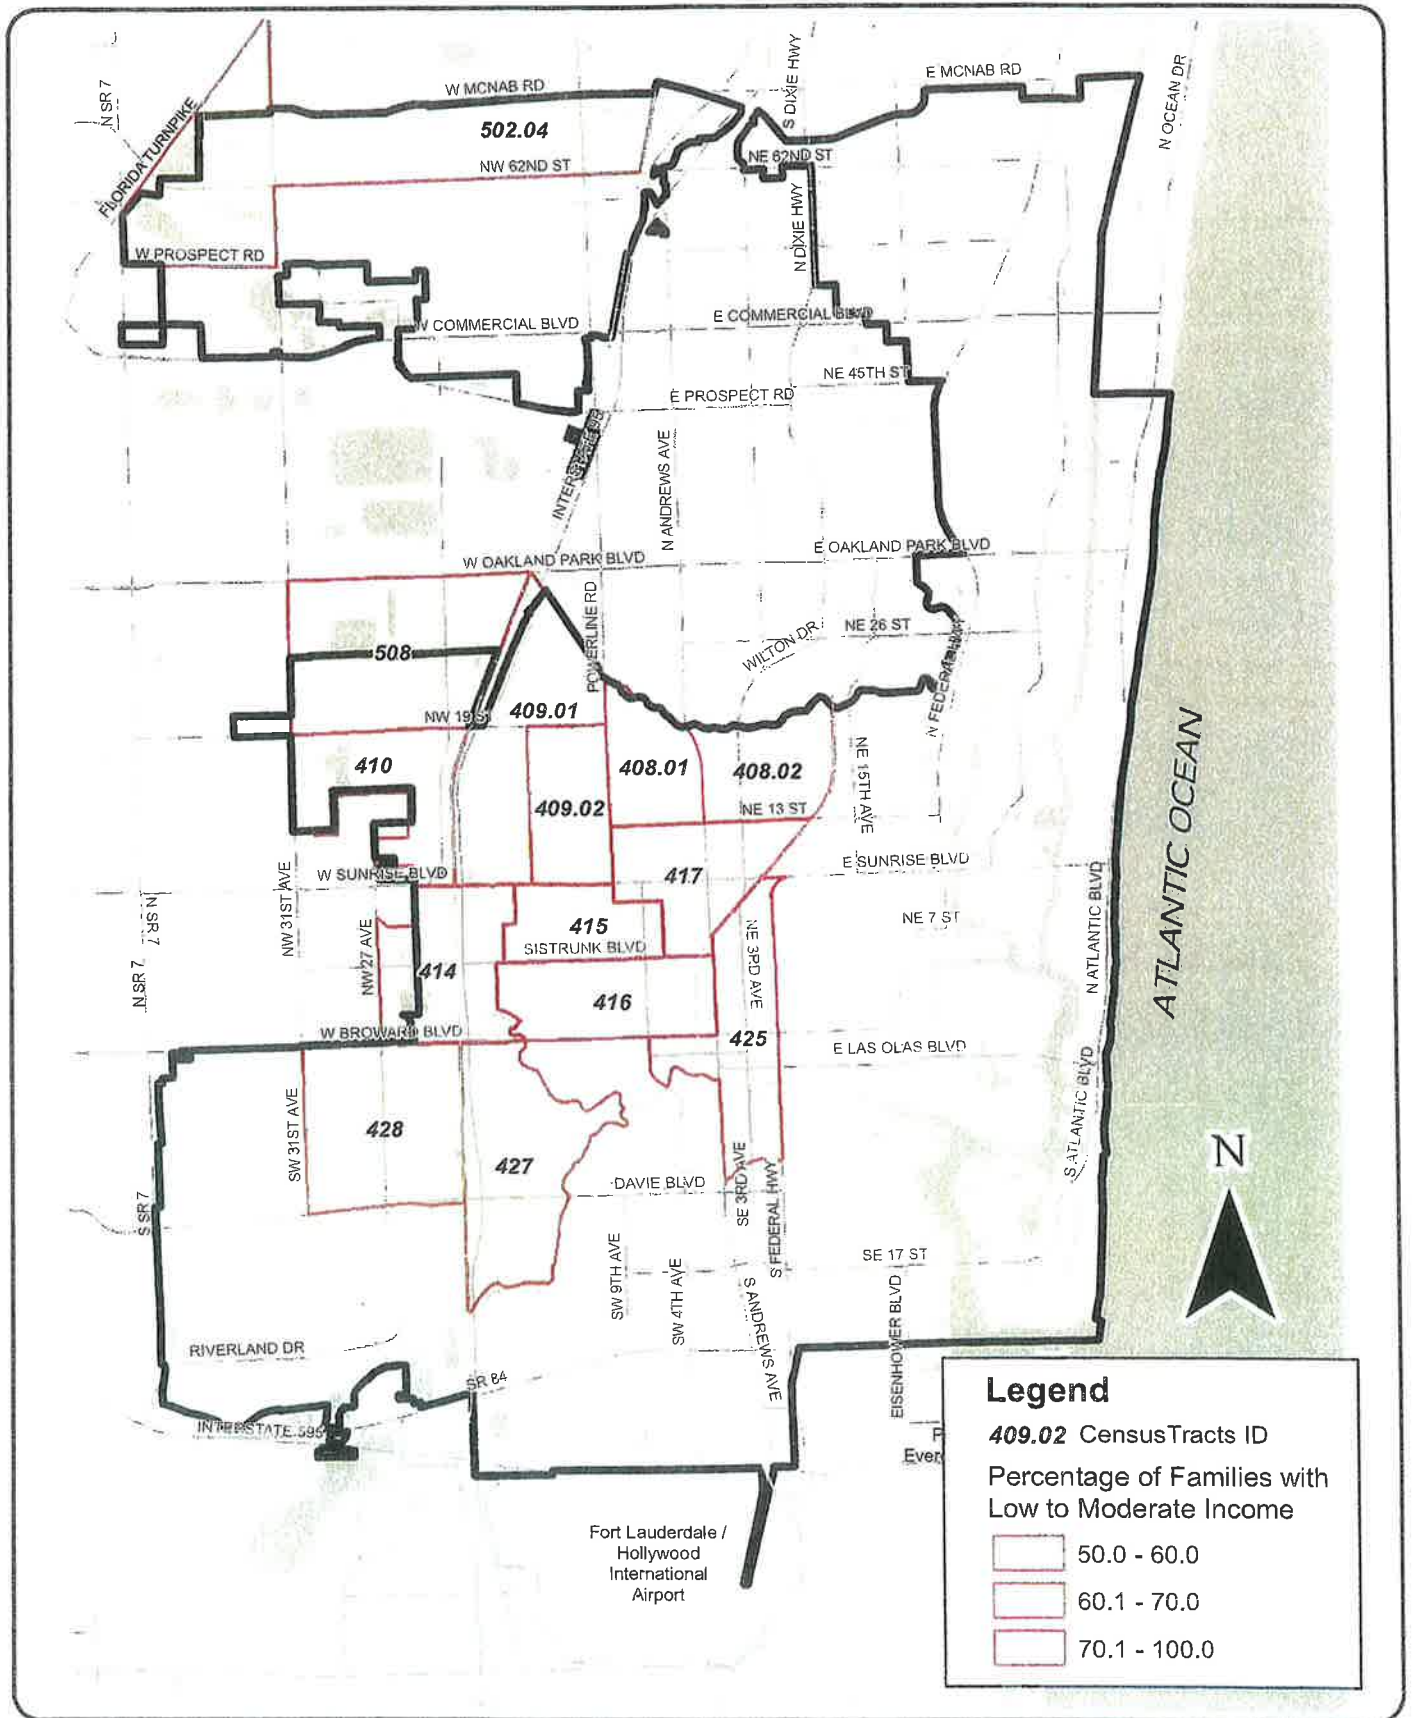 W MCNAB RD
E MCNAB RD
S DIXIE HWY
N OCEAN DR
N SR 7
FLORIDA TURNPIKE
502.04
NW 62ND ST
NE 62ND ST
N DIXIE HWY
W PROSPECT RD
W COMMERCIAL BLVD
E COMMERCIAL BLVD
NE 45TH ST
E PROSPECT RD
N ANDREWS AVE
W OAKLAND PARK BLVD
E OAKLAND PARK BLVD
POWERLINE RD
WILTON DR
NE 26 ST
508
NW 19 ST
409.01
410
408.01
408.02
409.02
NE 13 ST
NE 15TH AVE
ATLANTIC OCEAN
W SUNRISE BLVD
E SUNRISE BLVD
417
NW 31ST AVE
N SR 7
N SR 7
NW 27 AVE
415
SISTRUNK BLVD
NE 3RD AVE
NE 7 ST
N ATLANTIC BLVD
414
416
W BROWARD BLVD
425
E LAS OLAS BLVD
S ATLANTIC BLVD
SW 31ST AVE
428
427
DAVIE BLVD
SE 3RD AVE
S FEDERAL HWY
S SR 7
N
SW 9TH AVE
SW 4TH AVE
S ANDREWS AVE
SE 17 ST
EISENHOWER BLVD
RIVERLAND DR
SR 84
INTERSTATE 595
Fort Lauderdale /
Hollywood
International
Airport
Legend
409.02 CensusTracts ID
Percentage of Families with
Low to Moderate Income
50.0 - 60.0
60.1 - 70.0
70.1 - 100.0